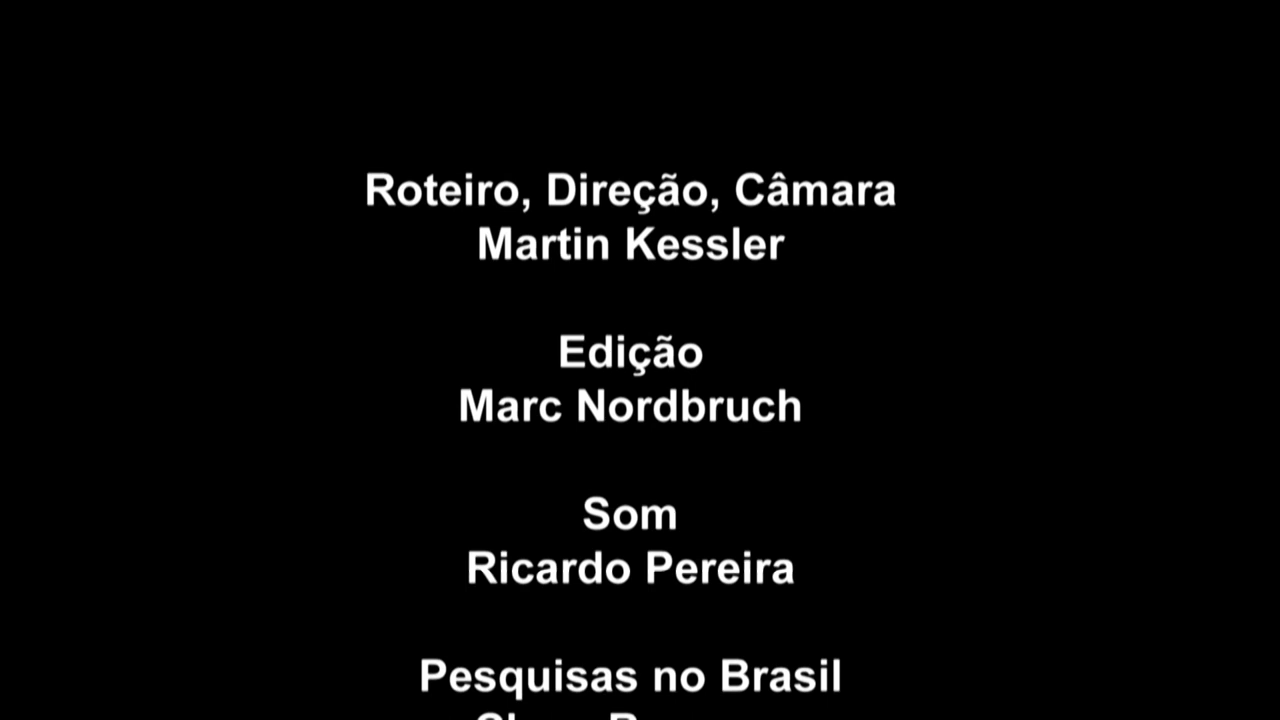 Roteiro, Direção, Câmara
Martin Kessler
Edição
Marc Nordbruch
Som
Ricardo Pereira
Pesquisas no Brasil